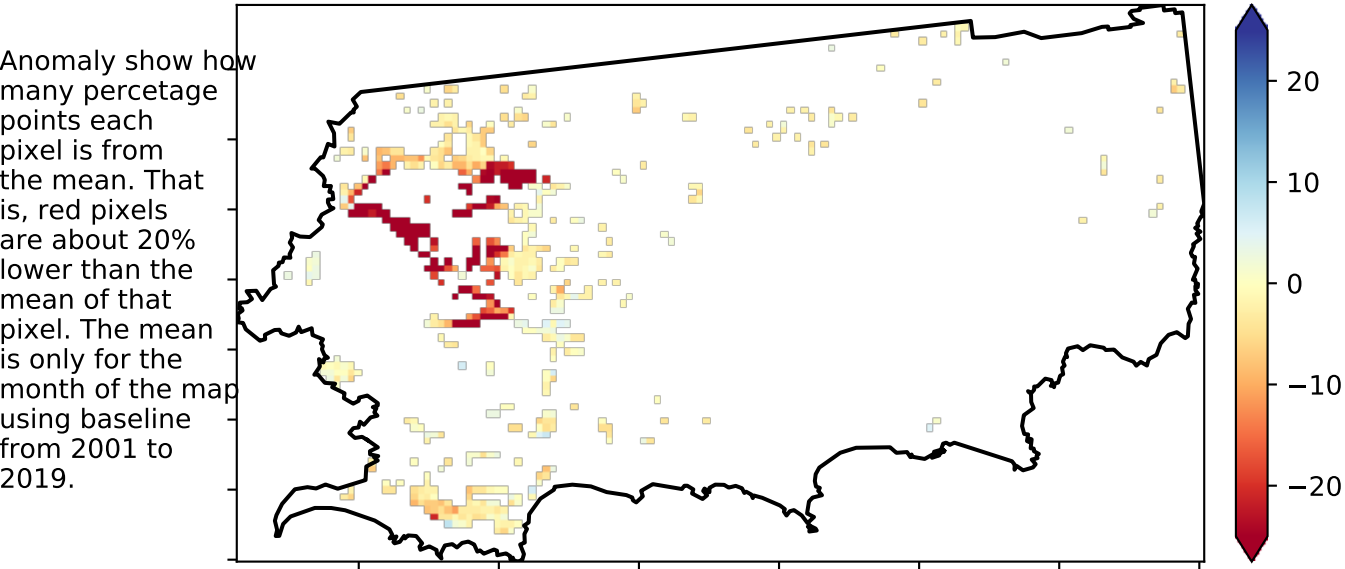 Anomaly show how
many percetage
points each
pixel is from
the mean. That
is, red pixels
are about 20%
lower than the
mean of that
pixel. The mean
is only for the
month of the map
using baseline
from 2001 to
2019.
20
10
0
−10
−20